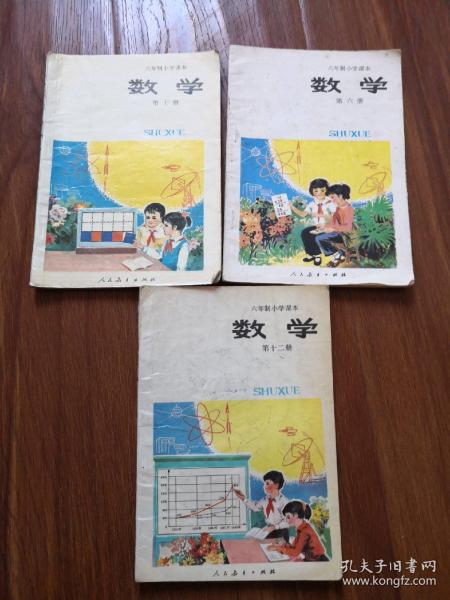 六年制小学课本
数学
第十册
SHUXUE
人民教育出版社
六年制小学课本
数学
第六册
SHUXUE
人民教育出版社
六年制小学课本
数学
第十二册
SHUXUE
人民教育出版社
孔夫子旧书网
www.kongfz.com